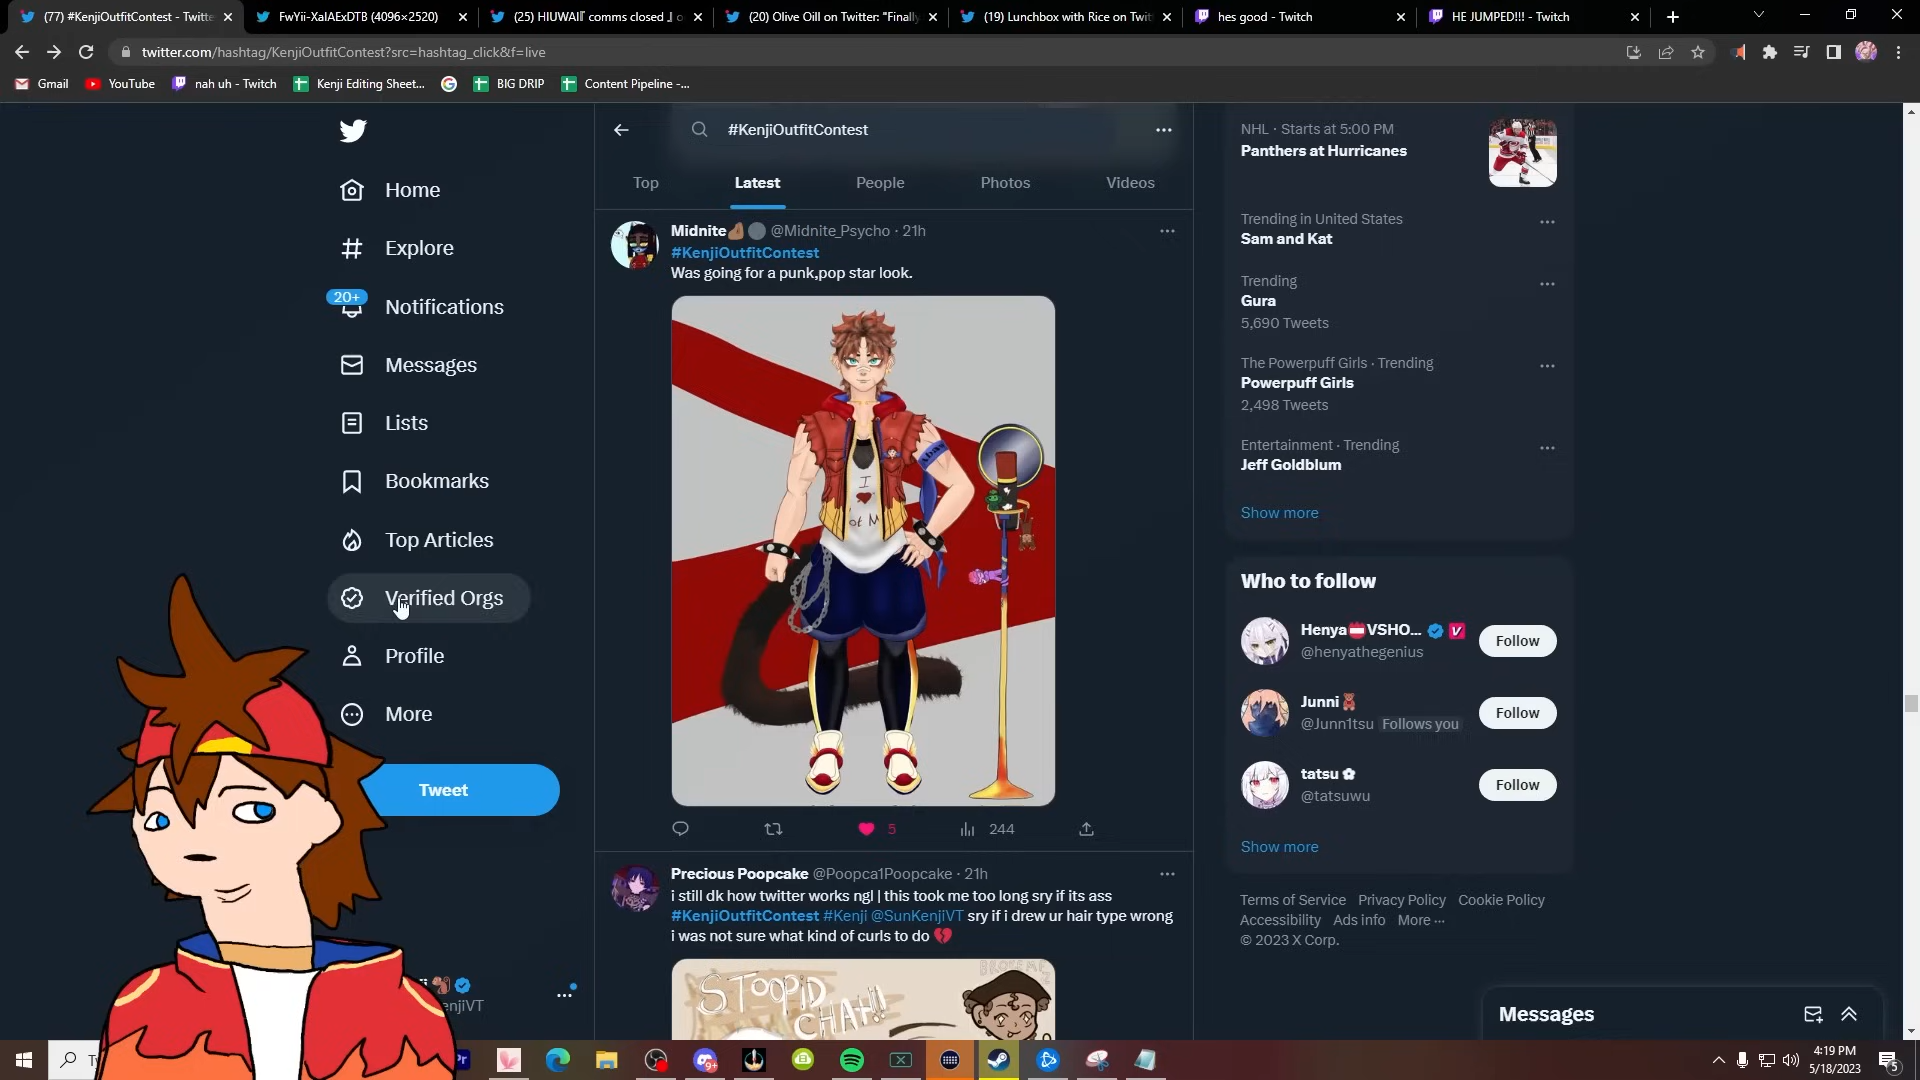 (77) #KenjiOutfitContest - Twitte
FwYii-XaIAExDTB (4096×2520)
(25) HIUWAII『 comms closed 』 o
(20) Olive Oill on Twitter: "Finally
(19) Lunchbox with Rice on Twit
hes good - Twitch
HE JUMPED!!! - Twitch
twitter.com/hashtag/KenjiOutfitContest?src=hashtag_click&f=live
Gmail
YouTube
nah uh - Twitch
Kenji Editing Sheet...
BIG DRIP
Content Pipeline -...
Home
Explore
20+
Notifications
Messages
Lists
Bookmarks
Top Articles
Verified Orgs
Profile
More
Tweet
enjiVT
#KenjiOutfitContest
Top
Latest
People
Photos
Videos
Midnite @Midnite_Psycho · 21h
#KenjiOutfitContest
Was going for a punk,pop star look.
I
5
244
Precious Poopcake @Poopca1Poopcake · 21h
i still dk how twitter works ngl | this took me too long sry if its ass
#KenjiOutfitContest #Kenji @SunKenjiVT sry if i drew ur hair type wrong
i was not sure what kind of curls to do
STOOPID
CHAT!!
NHL · Starts at 5:00 PM
Panthers at Hurricanes
Trending in United States
Sam and Kat
Trending
Gura
5,690 Tweets
The Powerpuff Girls · Trending
Powerpuff Girls
2,498 Tweets
Entertainment · Trending
Jeff Goldblum
Show more
Who to follow
Henya VSHO...
@henyathegenius
Follow
Junni
@Junn1tsu Follows you
Follow
tatsu
@tatsuwu
Follow
Show more
Terms of Service Privacy Policy Cookie Policy
Accessibility Ads info More ...
© 2023 X Corp.
Messages
9+
4:19 PM
5/18/2023
5